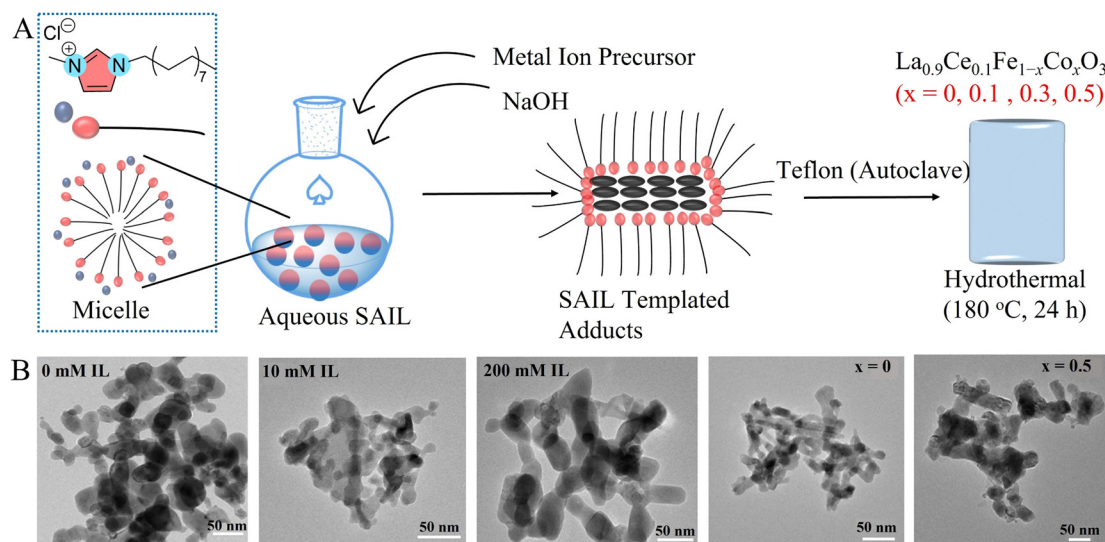 A
Cl⊖
⊕
N
N
7
Micelle
Metal Ion Precursor
NaOH
Aqueous SAIL
SAIL Templated
Adducts
Teflon (Autoclave)
La₀.₉Ce₀.₁Fe₁₋ₓCoₓO₃
(x = 0, 0.1 , 0.3, 0.5)
Hydrothermal
(180 °C, 24 h)
B
0 mM IL
50 nm
10 mM IL
50 nm
200 mM IL
50 nm
x = 0
50 nm
x = 0.5
50 nm